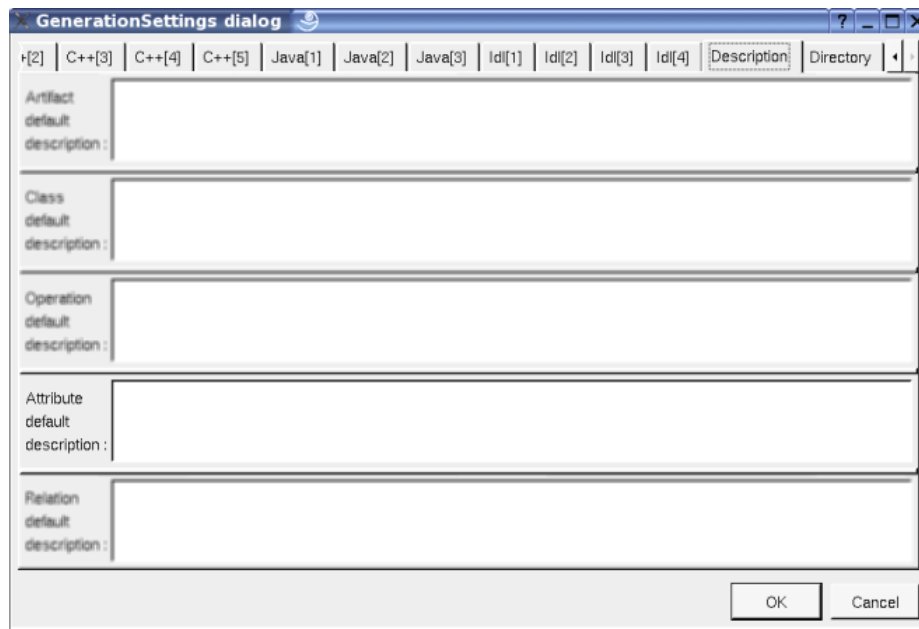 GenerationSettings dialog
+[2] C++[3] C++[4] C++[5] Java[1] Java[2] Java[3] Idl[1] Idl[2] Idl[3] Idl[4] Description Directory
Artifact
default
description :
Class
default
description :
Operation
default
description :
Attribute
default
description :
Relation
default
description :
OK Cancel